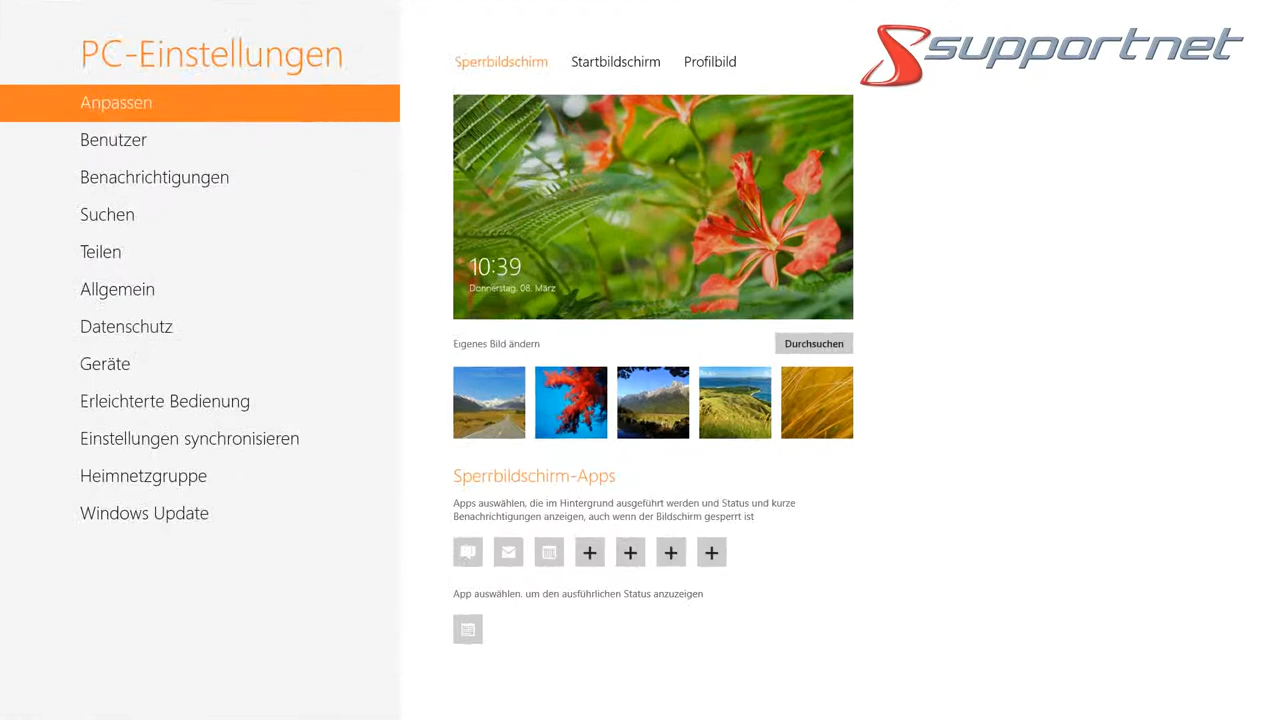 PC-Einstellungen
Anpassen
Benutzer
Benachrichtigungen
Suchen
Teilen
Allgemein
Datenschutz
Geräte
Erleichterte Bedienung
Einstellungen synchronisieren
Heimnetzgruppe
Windows Update
Sperrbildschirm Startbildschirm Profilbild
supportnet
10:39
Donnerstag, 08. März
Eigenes Bild ändern
Durchsuchen
Sperrbildschirm-Apps
Apps auswählen, die im Hintergrund ausgeführt werden und Status und kurze
Benachrichtigungen anzeigen, auch wenn der Bildschirm gesperrt ist
App auswählen, um den ausführlichen Status anzuzeigen